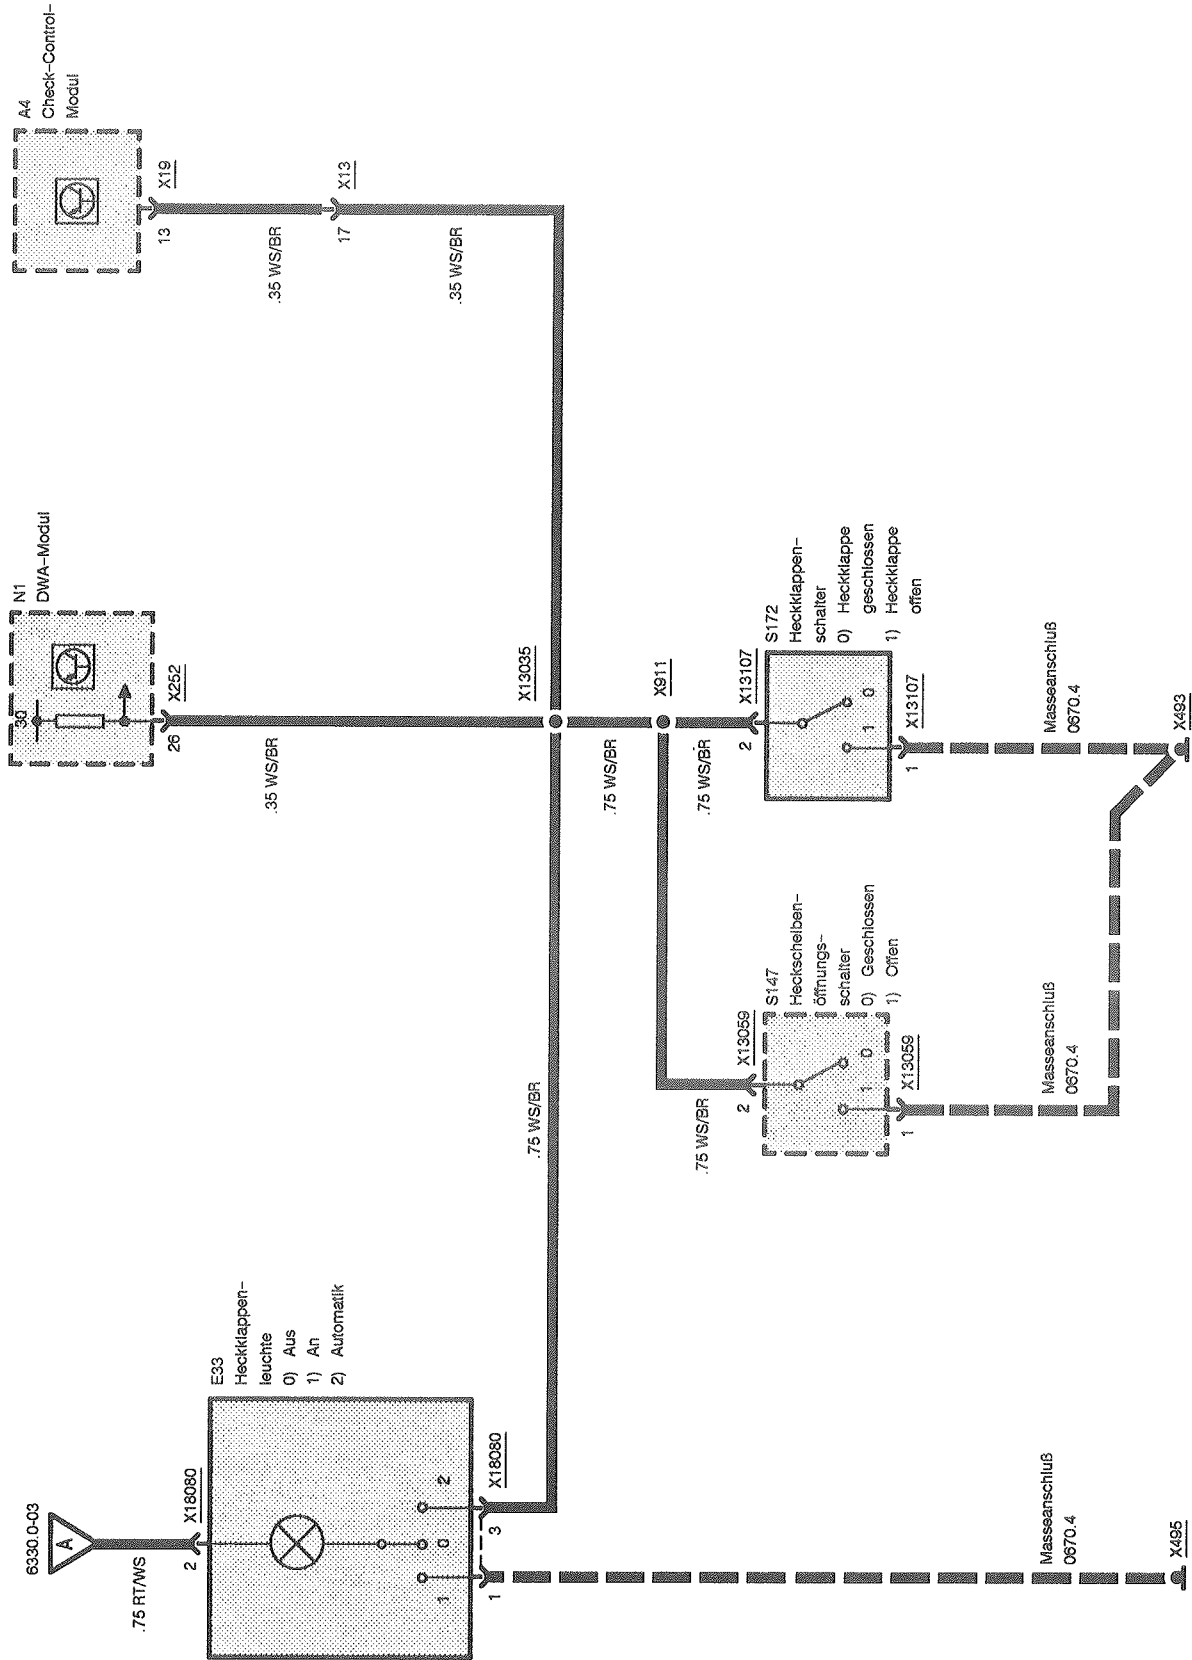 6330.0-03
A
.75 RT/WS
2
X18080
E33
Heckklappen-
leuchte
0) Aus
1) An
2) Automatik
1
0
2
1
3
X18080
Masseanschluß
0670.4
X495
.75 WS/BR
N1
DWA-Modul
30
26
X252
.35 WS/BR
X13035
.75 WS/BR
X911
.75 WS/BR
2
X13107
S172
Heckklappen-
schalter
0) Heckklappe
geschlossen
1) Heckklappe
offen
1
0
1
X13107
Masseanschluß
0670.4
X493
.75 WS/BR
2
X13059
S147
Heckscheiben-
öffnungs-
schalter
0) Geschlossen
1) Offen
1
0
1
X13059
Masseanschluß
0670.4
A4
Check-Control-
Modul
13
X19
.35 WS/BR
17
X13
.35 WS/BR